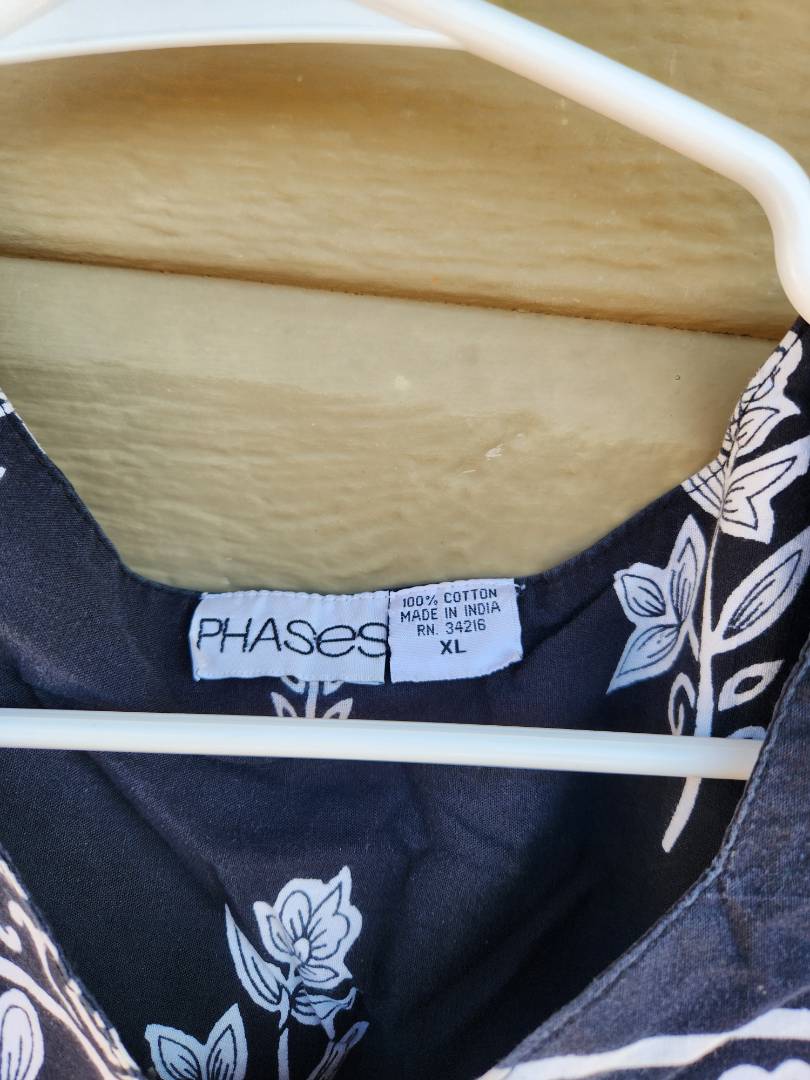 PHASes
100% COTTON
MADE IN INDIA
RN. 34216
XL